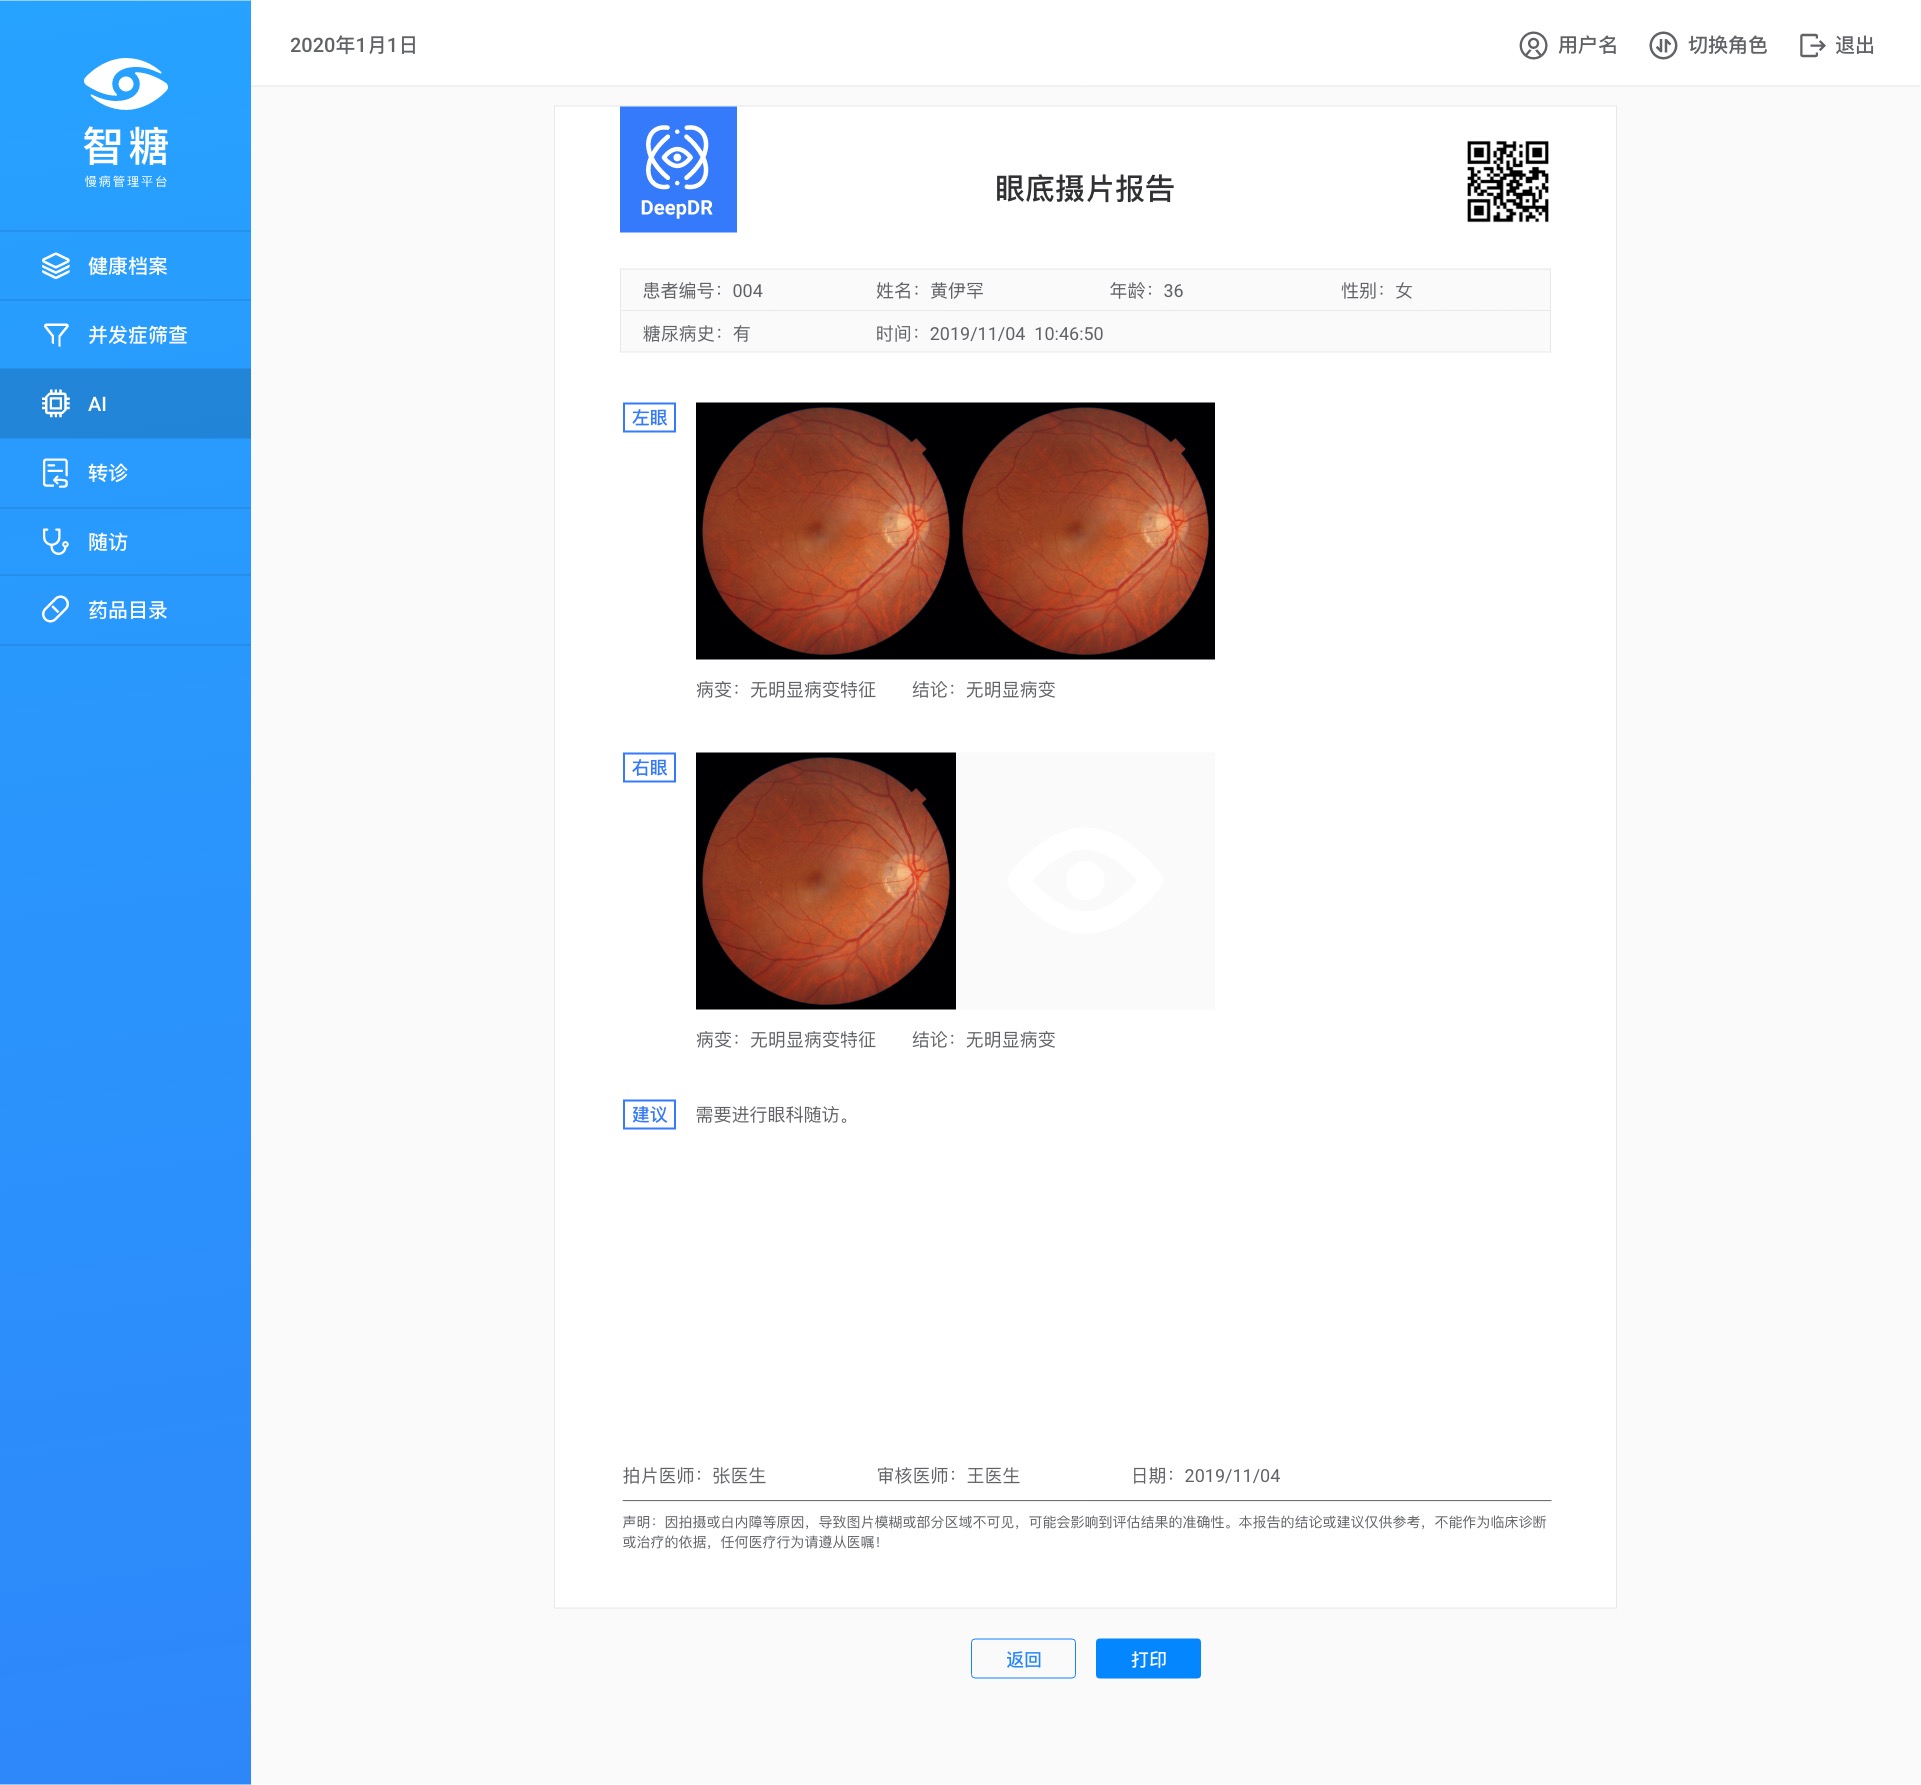 智糖
慢病管理平台
健康档案
并发症筛查
AI
转诊
随访
药品目录
2020年1月1日
用户名
切换角色
退出
DeepDR
眼底摄片报告
患者编号：004 姓名：黄伊罕 年龄：36 性别：女
糖尿病史：有 时间：2019/11/04 10:46:50
左眼
病变：无明显病变特征 结论：无明显病变
右眼
病变：无明显病变特征 结论：无明显病变
建议 需要进行眼科随访。
拍片医师：张医生 审核医师：王医生 日期：2019/11/04
声明：因拍摄或白内障等原因，导致图片模糊或部分区域不可见，可能会影响到评估结果的准确性。本报告的结论或建议仅供参考，不能作为临床诊断
或治疗的依据，任何医疗行为请遵从医嘱！
返回
打印